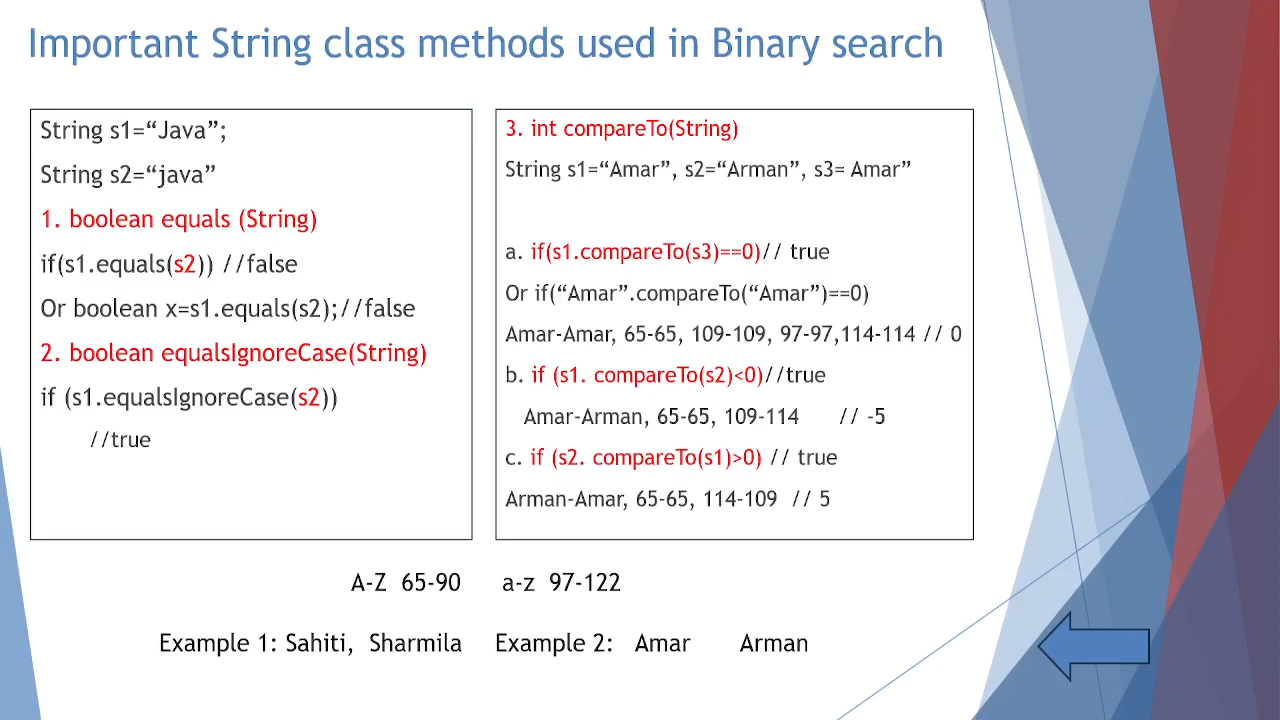 Important String class methods used in Binary search
String s1=“Java”;
String s2=“java”
1. boolean equals (String)
if(s1.equals(s2)) //false
Or boolean x=s1.equals(s2);//false
2. boolean equalsIgnoreCase(String)
if (s1.equalsIgnoreCase(s2))
//true
3. int compareTo(String)
String s1=“Amar”, s2=“Arman”, s3= Amar”
a. if(s1.compareTo(s3)==0)// true
Or if(“Amar”.compareTo(“Amar”)==0)
Amar-Amar, 65-65, 109-109, 97-97,114-114 // 0
b. if (s1. compareTo(s2)<0)//true
Amar-Arman, 65-65, 109-114 // -5
c. if (s2. compareTo(s1)>0) // true
Arman-Amar, 65-65, 114-109 // 5
A-Z 65-90 a-z 97-122
Example 1: Sahiti, Sharmila Example 2: Amar Arman